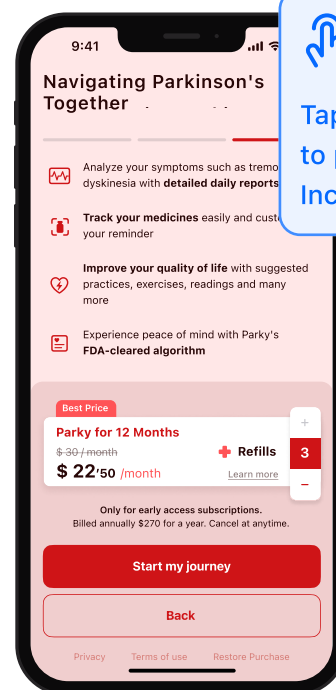 9:41
Navigating Parkinson's
Together
Tap
to
Inc
Analyze your symptoms such as tremo
dyskinesia with detailed daily reports
Track your medicines easily and cust
your reminder
Improve your quality of life with suggested
practices, exercises, readings and many
more
Experience peace of mind with Parky's
FDA-cleared algorithm
Best Price
Parky for 12 Months
$ 30 / month
$ 22'50 /month
+ Refills
Learn more
+
3
−
Only for early access subscriptions.
Billed annually $270 for a year. Cancel at anytime.
Start my journey
Back
Privacy Terms of use Restore Purchase